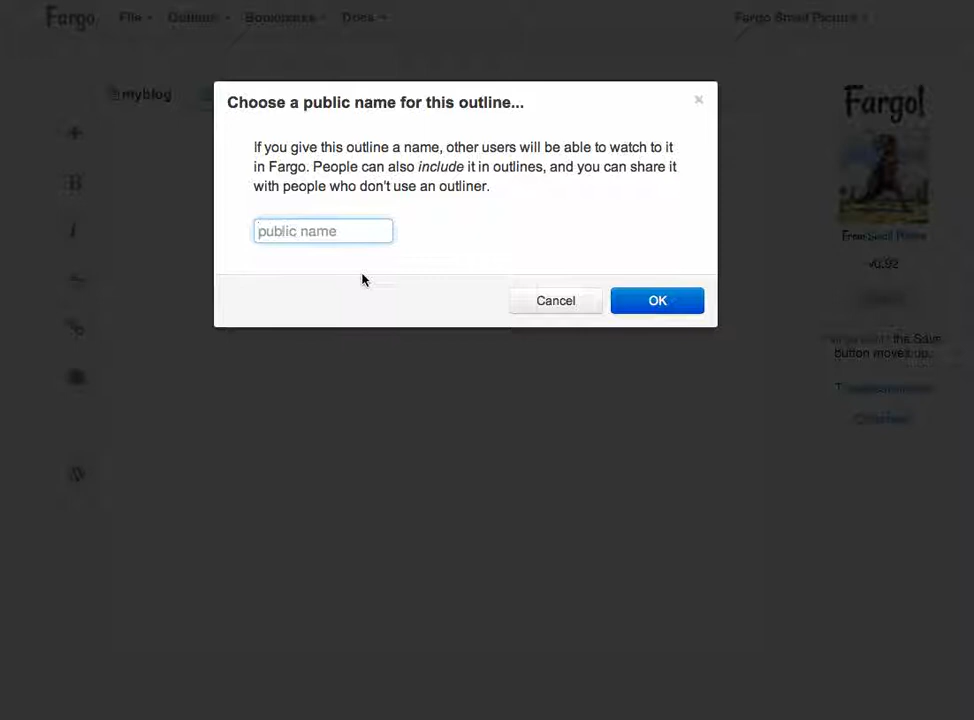 Fargo File Options Bookmarks Docs Fargo Small Picture
myblog
Choose a public name for this outline... ×
If you give this outline a name, other users will be able to watch to it
in Fargo. People can also include it in outlines, and you can share it
with people who don't use an outliner.
public name
Cancel OK
B
I
Fargo!
v0.92
the Save
button moves up.